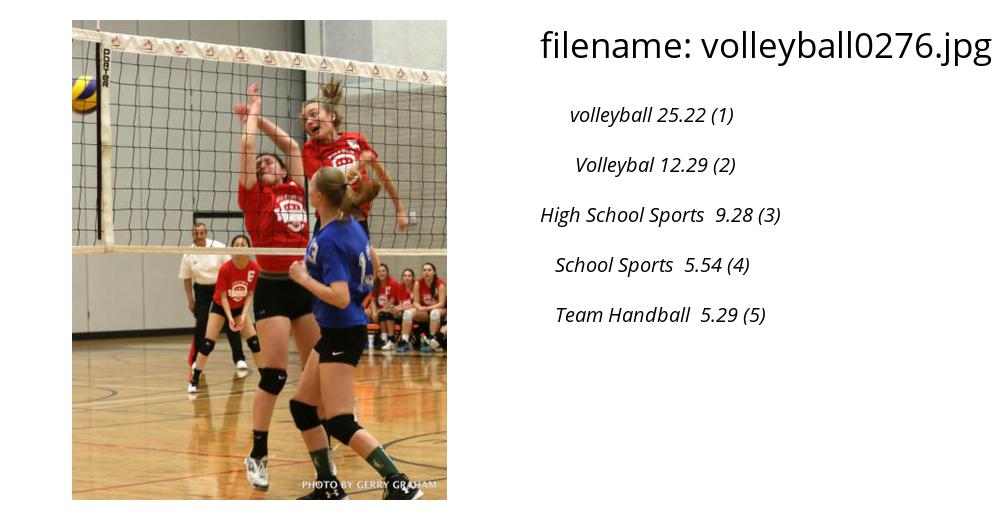 filename: volleyball0276.jpg
volleyball 25.22 (1)
Volleybal 12.29 (2)
High School Sports  9.28 (3)
School Sports  5.54 (4)
Team Handball  5.29 (5)
PORTER
PHOTO BY GERRY GRAHAM